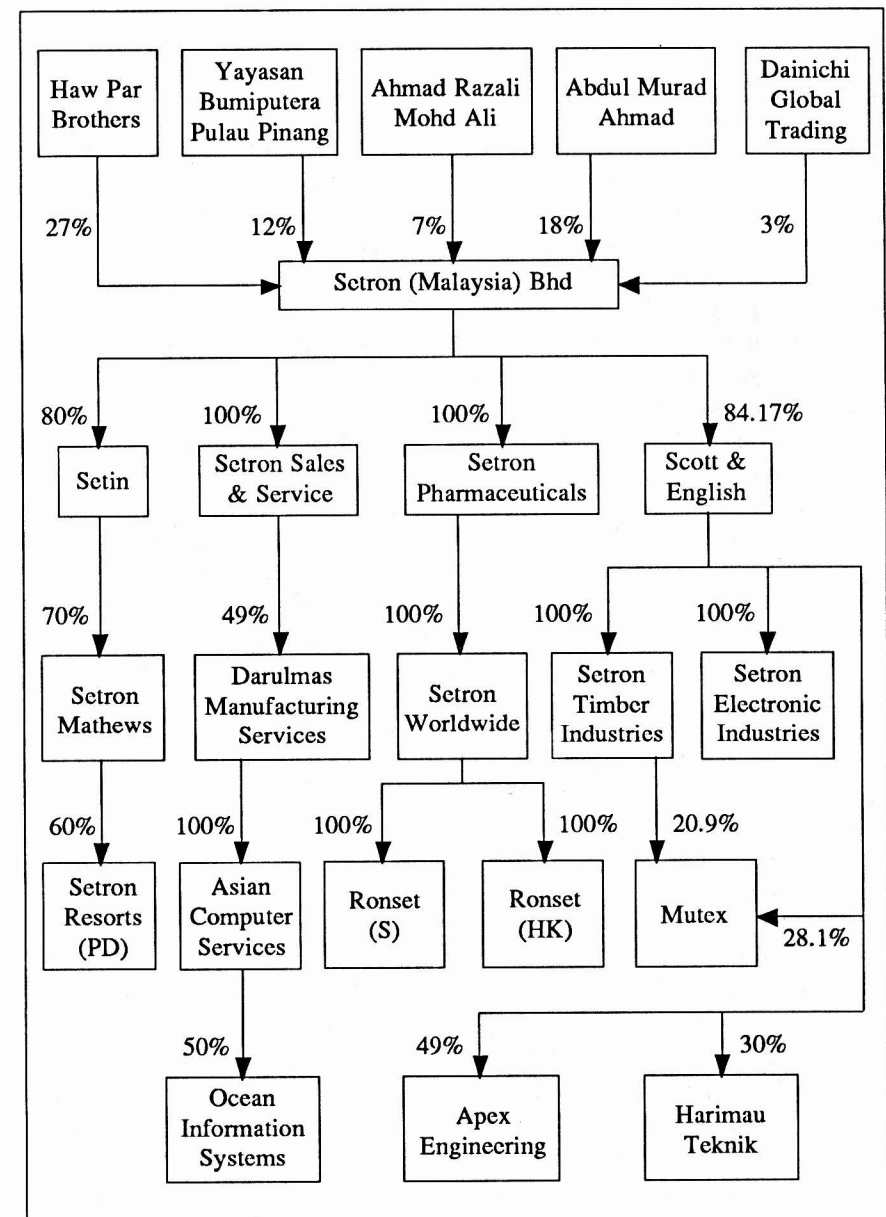 Haw Par
Brothers
Yayasan
Bumiputera
Pulau Pinang
Ahmad Razali
Mohd Ali
Abdul Murad
Ahmad
Dainichi
Global
Trading
27%
12%
7%
18%
3%
Setron (Malaysia) Bhd
80%
100%
100%
84.17%
Setin
Setron Sales
& Service
Setron
Pharmaceuticals
Scott &
English
70%
49%
100%
100%
100%
Setron
Mathews
Darulmas
Manufacturing
Services
Setron
Worldwide
Setron
Timber
Industries
Setron
Electronic
Industries
60%
100%
100%
100%
20.9%
Setron
Resorts
(PD)
Asian
Computer
Services
Ronset
(S)
Ronset
(HK)
Mutex
28.1%
50%
49%
30%
Ocean
Information
Systems
Apex
Engineering
Harimau
Teknik